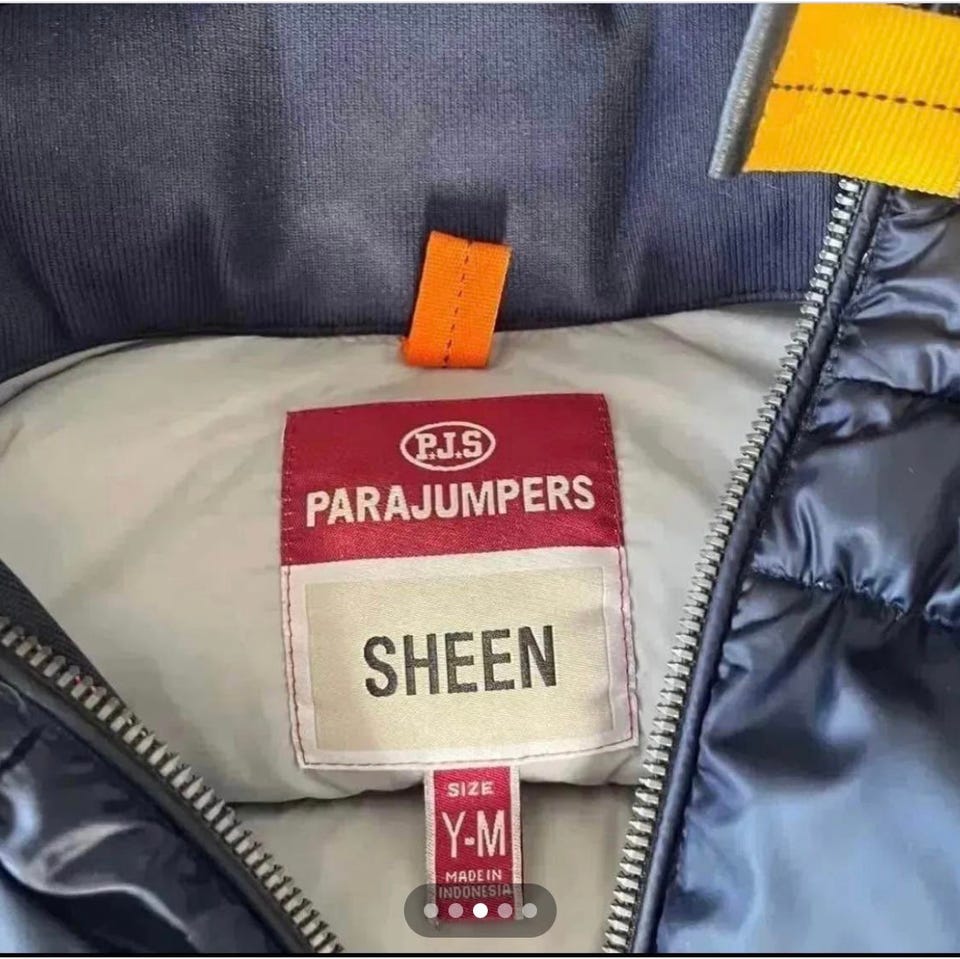 P.J.S
PARAJUMPERS
SHEEN
SIZE
Y-M
MADE IN
INDONESIA